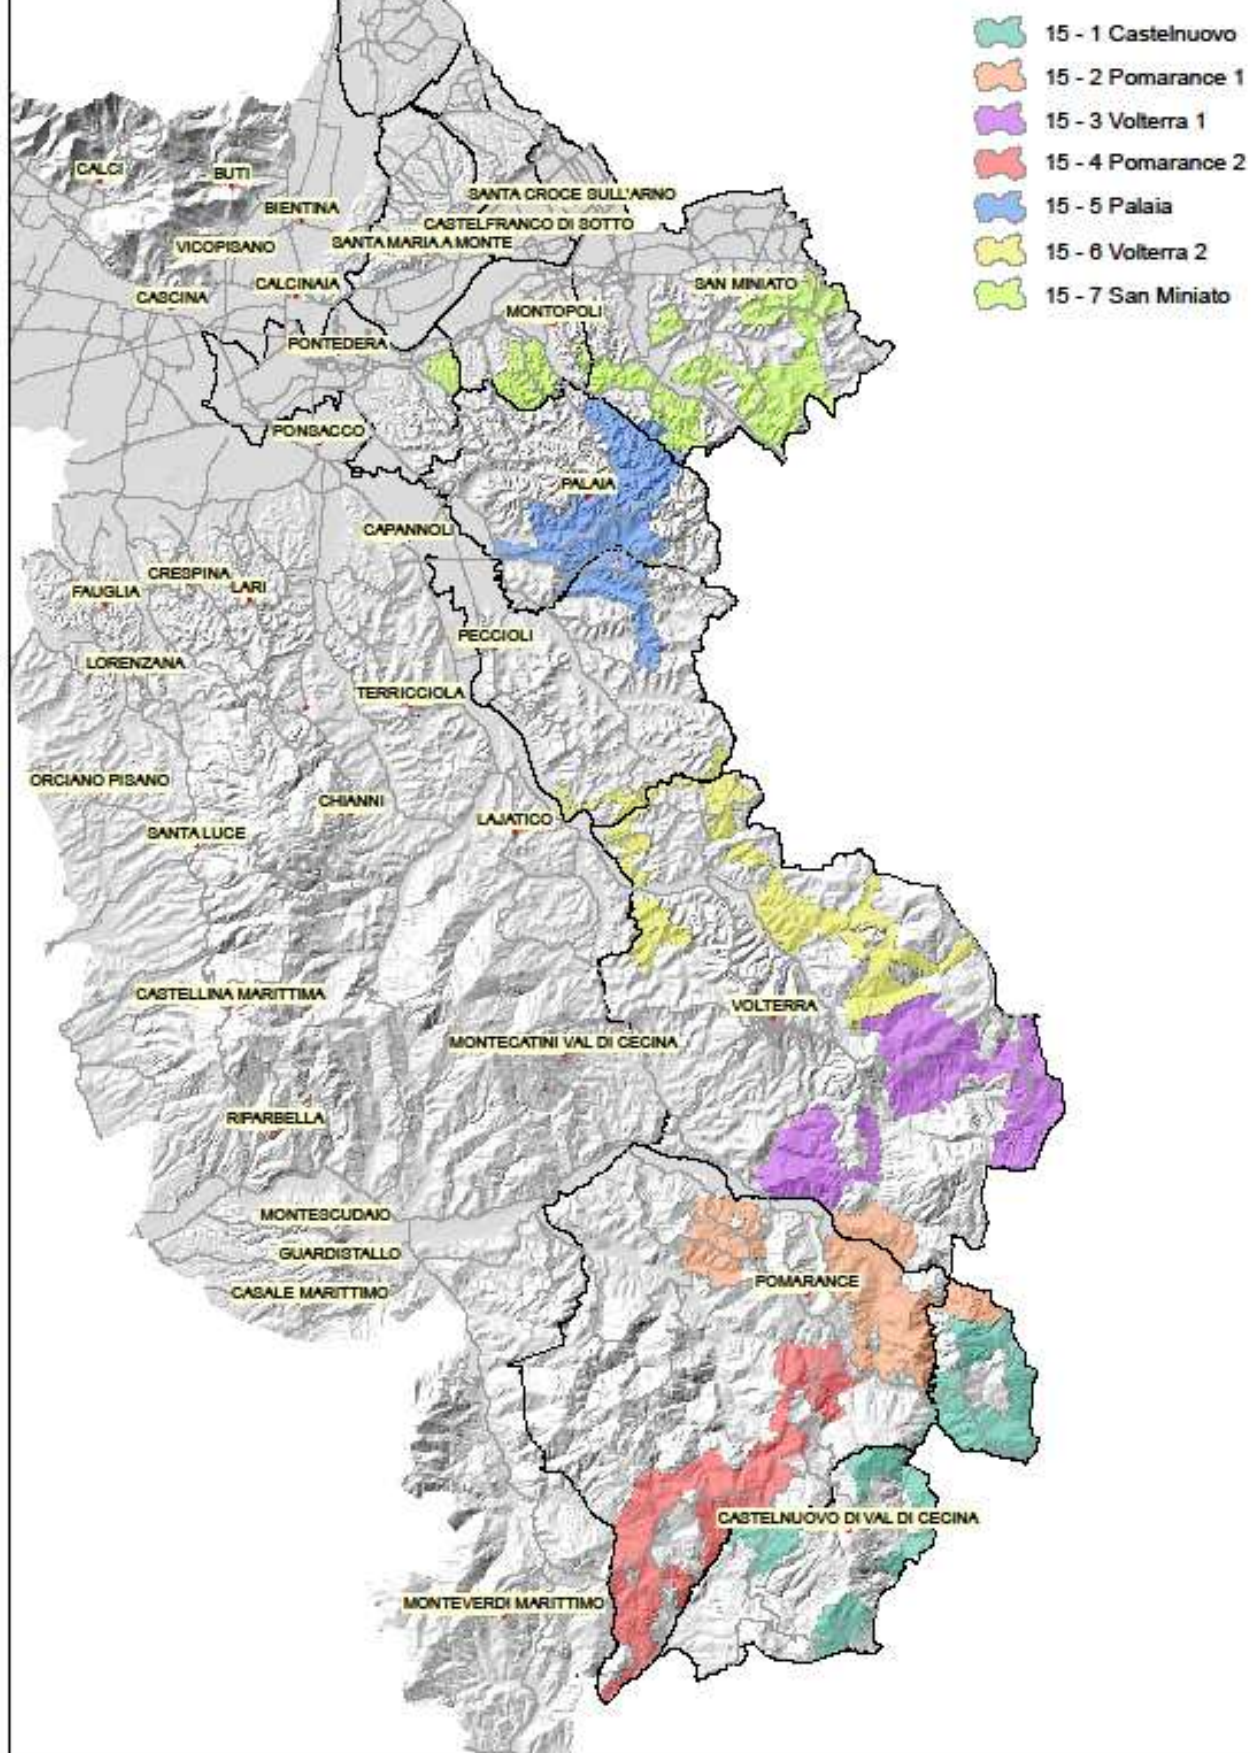 15 - 1 Castelnuovo
15 - 2 Pomarance 1
15 - 3 Volterra 1
15 - 4 Pomarance 2
15 - 5 Palaia
15 - 6 Volterra 2
15 - 7 San Miniato
CALCI
BUTI
BIENTINA
SANTA CROCE SULL'ARNO
CASTELFRANCO DI SOTTO
SANTA MARIA A MONTE
VICOPISANO
CALCINAIA
CASCINA
SAN MINIATO
MONTOPOLI
PONTEDERA
PONSACCO
PALAIA
CAPANNOLI
CRESPINA
LARI
FAUGLIA
PECCIOLI
LORENZANA
TERRICCIOLA
ORCIANO PISANO
CHIANNI
LAJATICO
SANTA LUCE
CASTELLINA MARITTIMA
VOLTERRA
MONTECATINI VAL DI CECINA
RIPARBELLA
MONTESCUDAIO
GUARDISTALLO
POMARANCE
CASALE MARITTIMO
CASTELNUOVO DI VAL DI CECINA
MONTEVERDI MARITTIMO